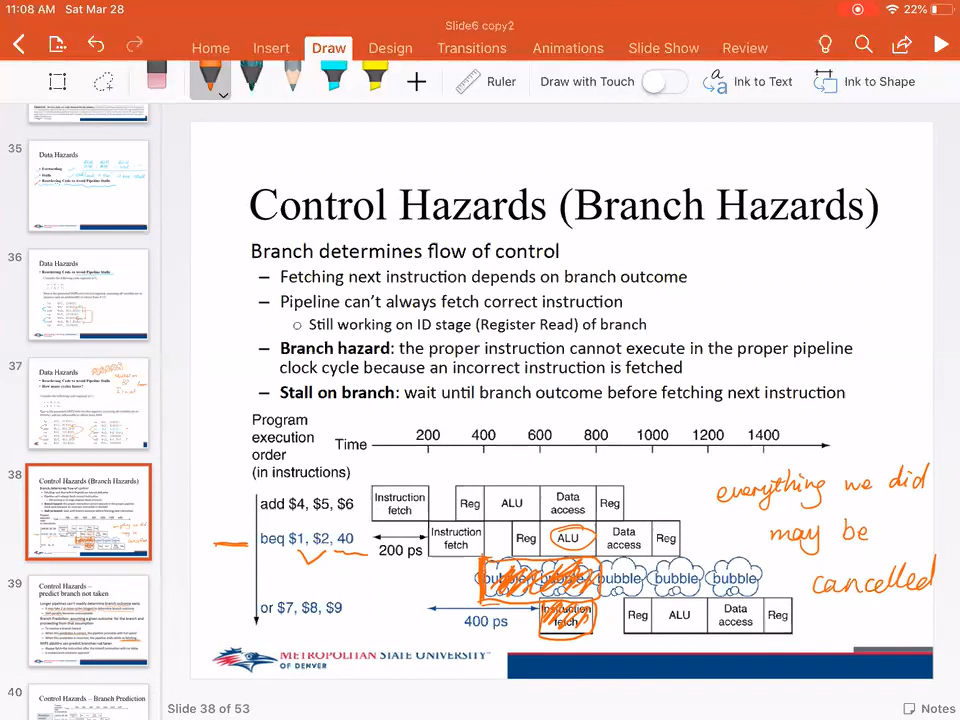 11:08 AM Sat Mar 28
22%
Slide6 copy2
Home Insert Draw Design Transitions Animations Slide Show Review
Ruler Draw with Touch Ink to Text Ink to Shape
35
Data Hazards
36
Data Hazards
37
Data Hazards
38
Control Hazards (Branch Hazards)
39
Control Hazards –
predict branch not taken
40
Control Hazards – Branch Prediction
Control Hazards (Branch Hazards)
Branch determines flow of control
– Fetching next instruction depends on branch outcome
– Pipeline can't always fetch correct instruction
○ Still working on ID stage (Register Read) of branch
– Branch hazard: the proper instruction cannot execute in the proper pipeline
clock cycle because an incorrect instruction is fetched
– Stall on branch: wait until branch outcome before fetching next instruction
Program
execution
order
(in instructions)
Time 200 400 600 800 1000 1200 1400
add $4, $5, $6 Instruction fetch Reg ALU Data access Reg
beq $1, $2, 40 Instruction fetch Reg ALU Data access Reg
200 ps
bubble bubble bubble bubble bubble
or $7, $8, $9 Instruction fetch Reg ALU Data access Reg
400 ps
everything we did
may be
cancelled
METROPOLITAN STATE UNIVERSITY
OF DENVER
Slide 38 of 53
Notes